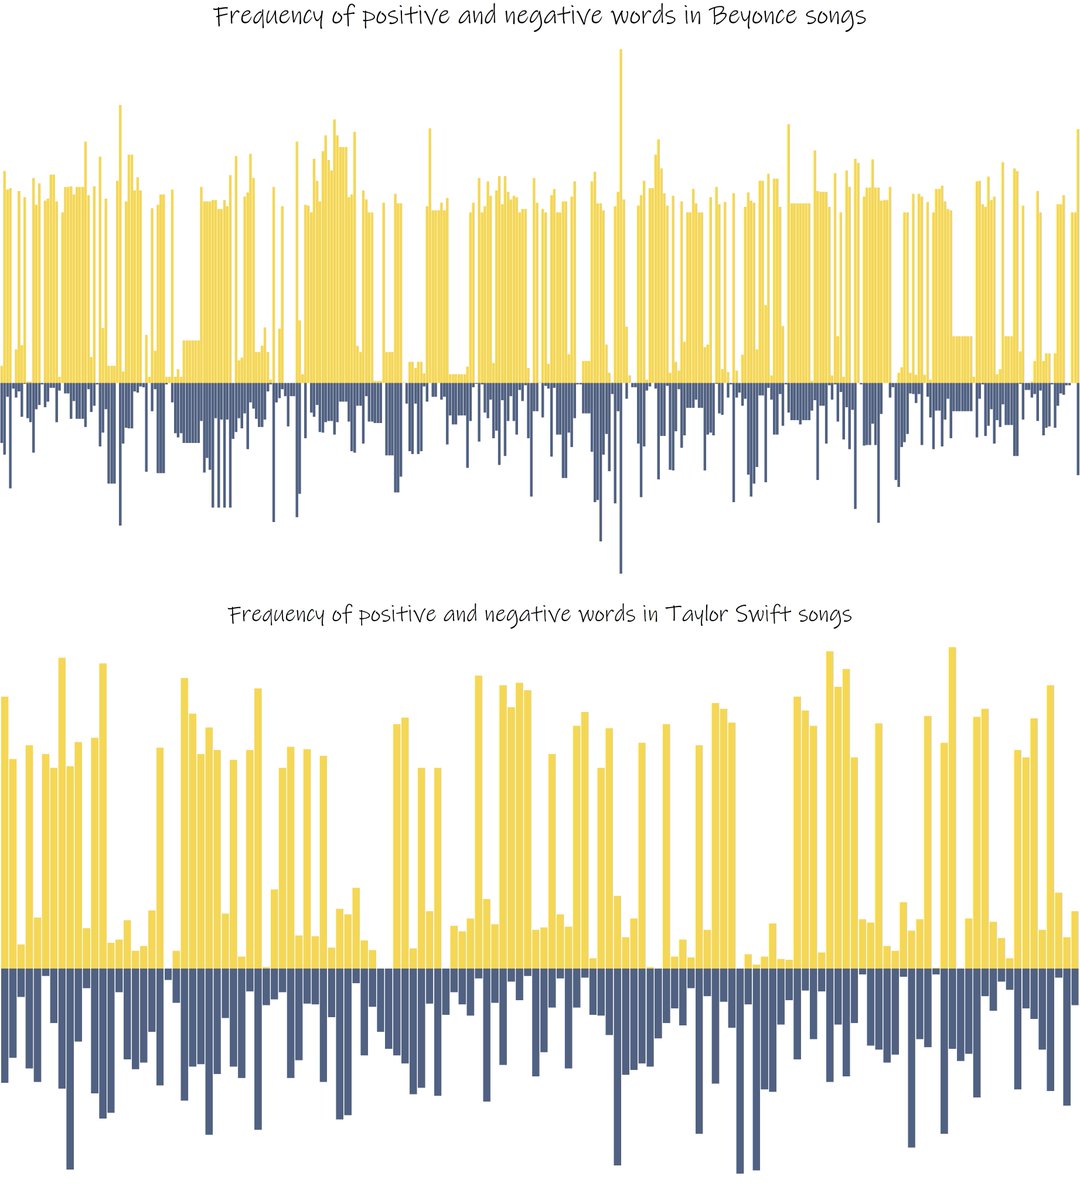 Frequency of positive and negative words in Beyonce songs
Frequency of positive and negative words in Taylor Swift songs